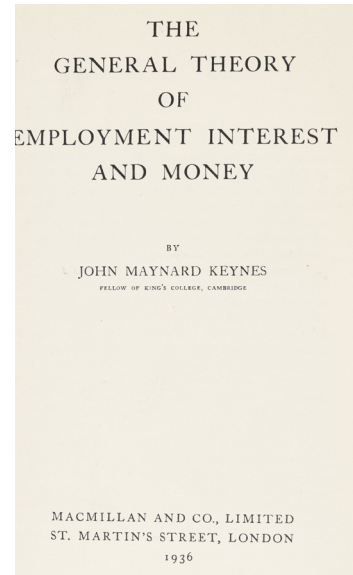 THE
GENERAL THEORY
OF
EMPLOYMENT INTEREST
AND MONEY
BY
JOHN MAYNARD KEYNES
FELLOW OF KING'S COLLEGE, CAMBRIDGE
MACMILLAN AND CO., LIMITED
ST. MARTIN'S STREET, LONDON
1936